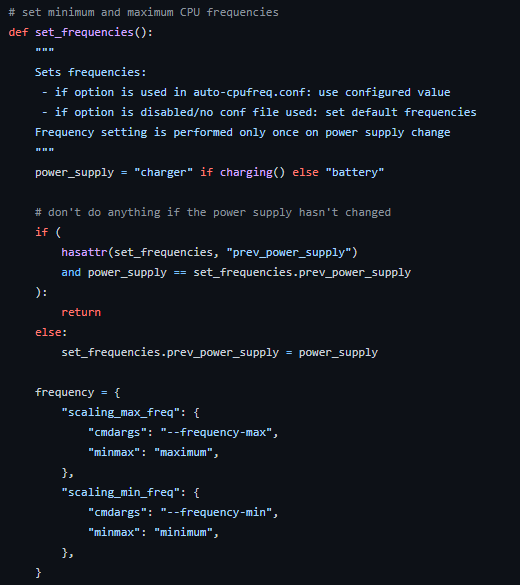 # set minimum and maximum CPU frequencies
def set_frequencies():
    """
    Sets frequencies:
     - if option is used in auto-cpufreq.conf: use configured value
     - if option is disabled/no conf file used: set default frequencies
    Frequency setting is performed only once on power supply change
    """
    power_supply = "charger" if charging() else "battery"

    # don't do anything if the power supply hasn't changed
    if (
        hasattr(set_frequencies, "prev_power_supply")
        and power_supply == set_frequencies.prev_power_supply
    ):
        return
    else:
        set_frequencies.prev_power_supply = power_supply

    frequency = {
        "scaling_max_freq": {
            "cmdargs": "--frequency-max",
            "minmax": "maximum",
        },
        "scaling_min_freq": {
            "cmdargs": "--frequency-min",
            "minmax": "minimum",
        },
    }